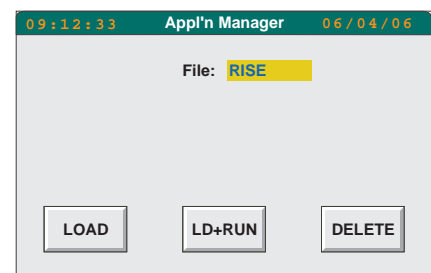 09:12:33 Appl'n Manager 06/04/06
File: RISE
LOAD LD+RUN DELETE